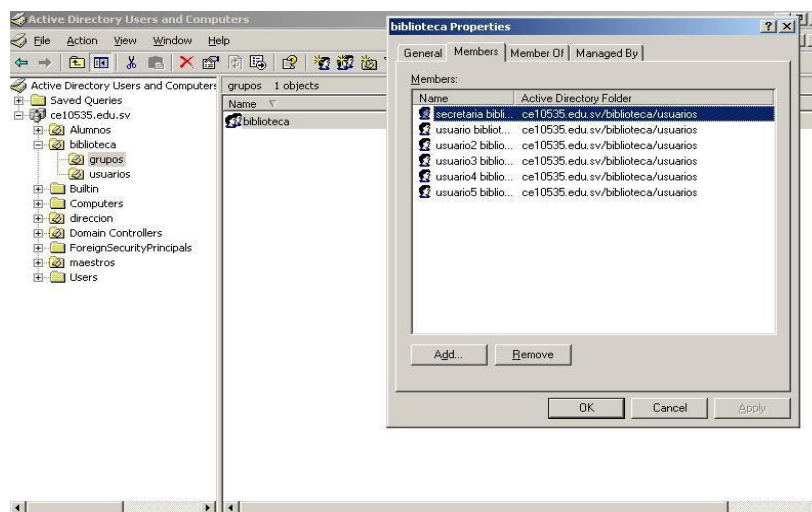 Active Directory Users and Computers
File Action View Window Help
Active Directory Users and Computers
Saved Queries
ce10535.edu.sv
Alumnos
biblioteca
grupos
usuarios
Builtin
Computers
direccion
Domain Controllers
ForeignSecurityPrincipals
maestros
Users
grupos 1 objects
Name
biblioteca
biblioteca Properties
General Members Member Of Managed By
Members:
Name Active Directory Folder
secretaria bibli... ce10535.edu.sv/biblioteca/usuarios
usuario bibliot... ce10535.edu.sv/biblioteca/usuarios
usuario2 biblio... ce10535.edu.sv/biblioteca/usuarios
usuario3 biblio... ce10535.edu.sv/biblioteca/usuarios
usuario4 biblio... ce10535.edu.sv/biblioteca/usuarios
usuario5 biblio... ce10535.edu.sv/biblioteca/usuarios
Add... Remove
OK Cancel Apply